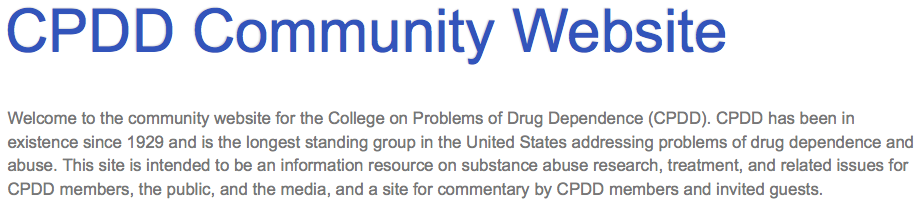 CPDD Community Website
Welcome to the community website for the College on Problems of Drug Dependence (CPDD). CPDD has been in
existence since 1929 and is the longest standing group in the United States addressing problems of drug dependence and
abuse. This site is intended to be an information resource on substance abuse research, treatment, and related issues for
CPDD members, the public, and the media, and a site for commentary by CPDD members and invited guests.